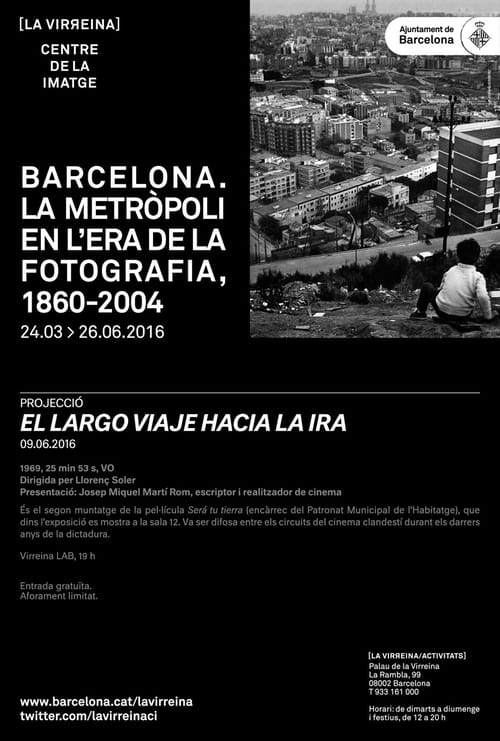 [LA VIRREINA]
CENTRE
DE LA
IMATGE
Ajuntament de
Barcelona
BARCELONA.
LA METRÒPOLI
EN L'ERA DE LA
FOTOGRAFIA,
1860-2004
24.03 > 26.06.2016
PROJECCIÓ
EL LARGO VIAJE HACIA LA IRA
09.06.2016
1969, 25 min 53 s, VO
Dirigida per Llorenç Soler
Presentació: Josep Miquel Martí Rom, escriptor i realitzador de cinema
És el segon muntatge de la pel·lícula Será tu tierra (encàrrec del Patronat Municipal de l'Habitatge), que
dins l'exposició es mostra a la sala 12. Va ser difosa entre els circuits del cinema clandestí durant els darrers
anys de la dictadura.
Virreina LAB, 19 h
Entrada gratuïta.
Aforament limitat.
[LA VIRREINA/ACTIVITATS]
Palau de la Virreina
La Rambla, 99
08002 Barcelona
T 933 161 000
Horari: de dimarts a diumenge
i festius, de 12 a 20 h
www.barcelona.cat/lavirreina
twitter.com/lavirreinaci